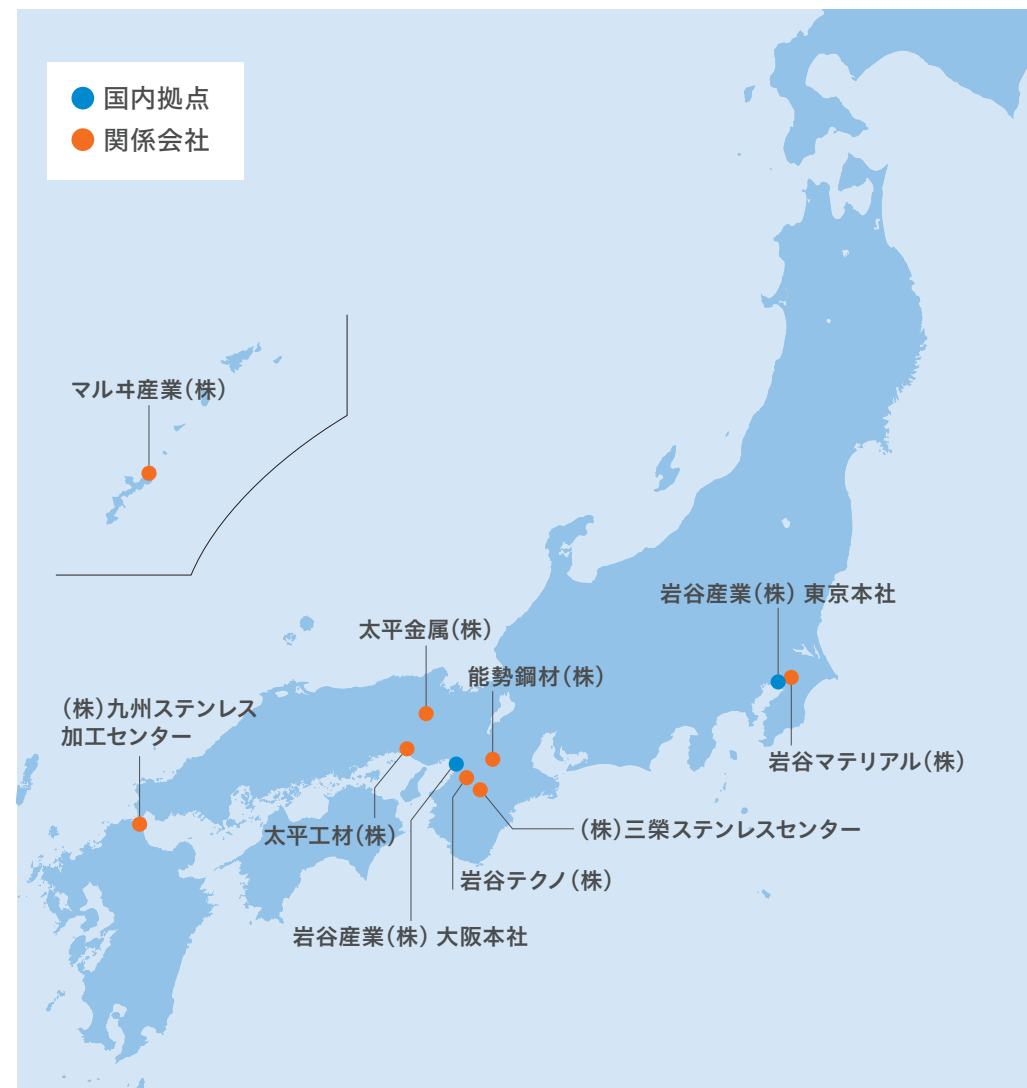 国内拠点
関係会社
マルヰ産業(株)
岩谷産業(株) 東京本社
太平金属(株)
能勢鋼材(株)
(株)九州ステンレス
加工センター
岩谷マテリアル(株)
太平工材(株)
(株)三榮ステンレスセンター
岩谷テクノ(株)
岩谷産業(株) 大阪本社